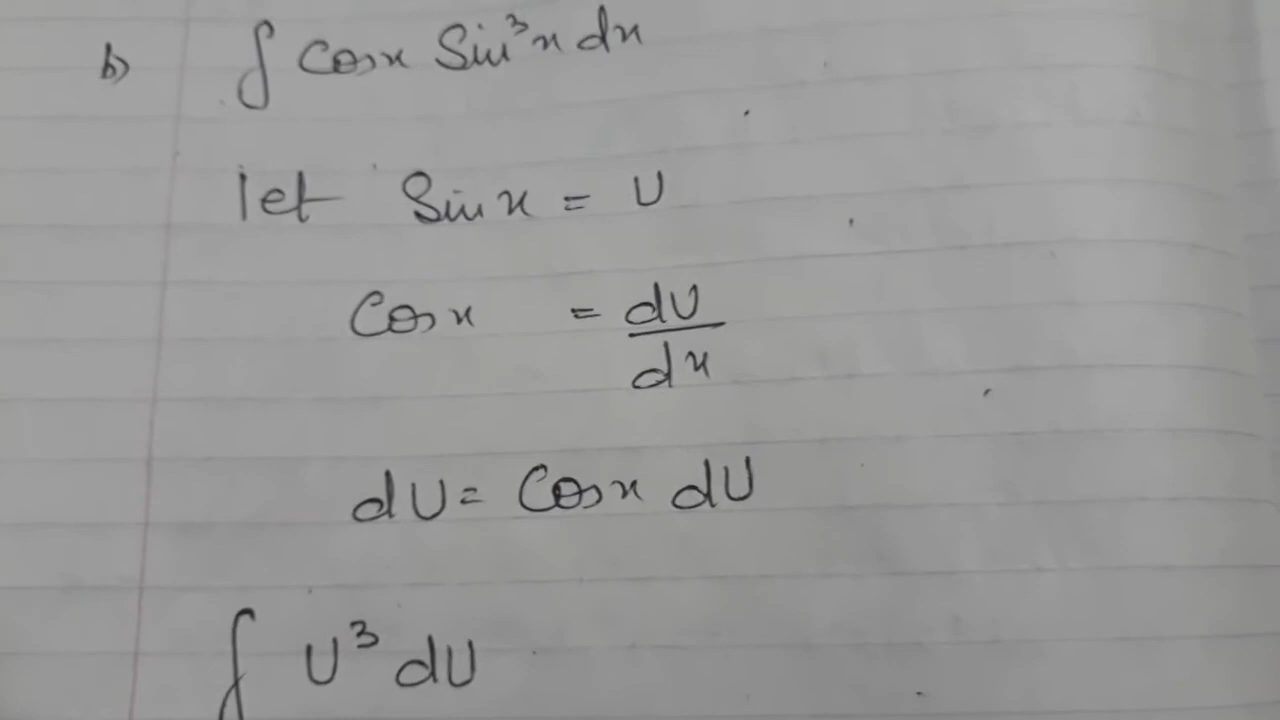 b) ∫ Cosx Sin³x dx
let Sinx = U
Cosx = dU/dx
dU = Cosx dU
∫ U³ dU